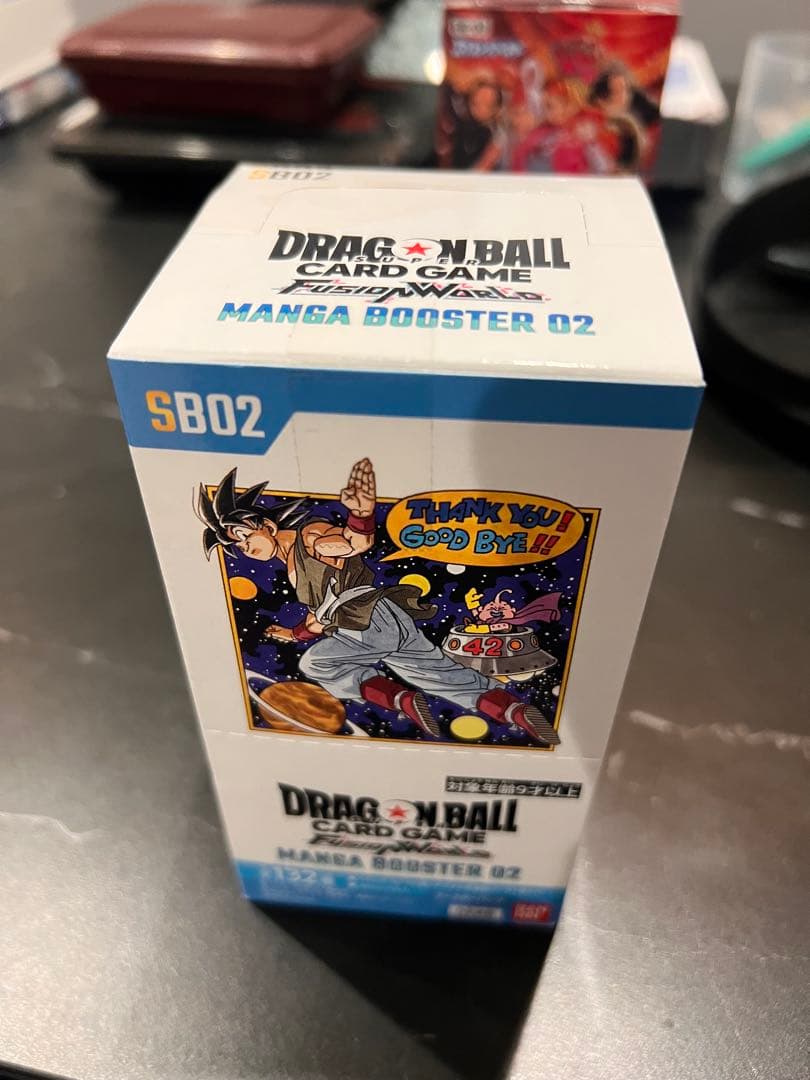 SB02
DRAGON BALL
SUPER
CARD GAME
FUSION WORLD
MANGA BOOSTER 02
SB02
THANK YOU!
GOOD BYE!!
42
対象年齢9才以上
DRAGON BALL
CARD GAME
FUSION WORLD
MANGA BOOSTER 02
132